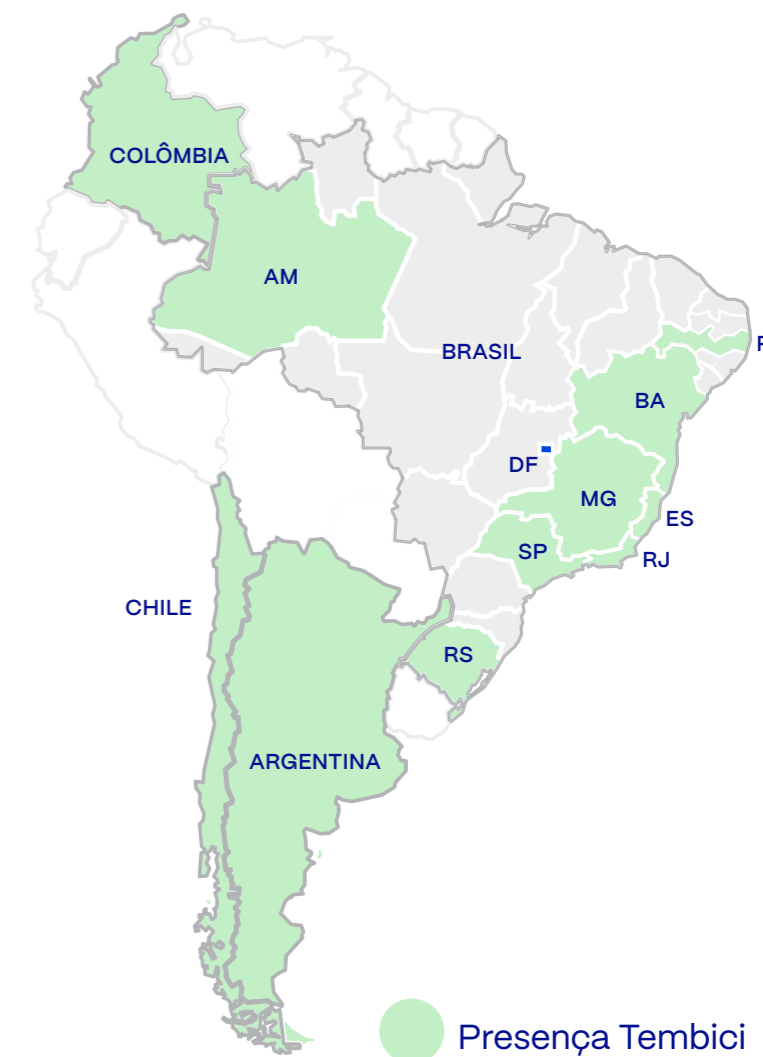 COLÔMBIA
AM
BRASIL
BA
DF
MG
ES
SP
RJ
CHILE
RS
ARGENTINA
Presença Tembici